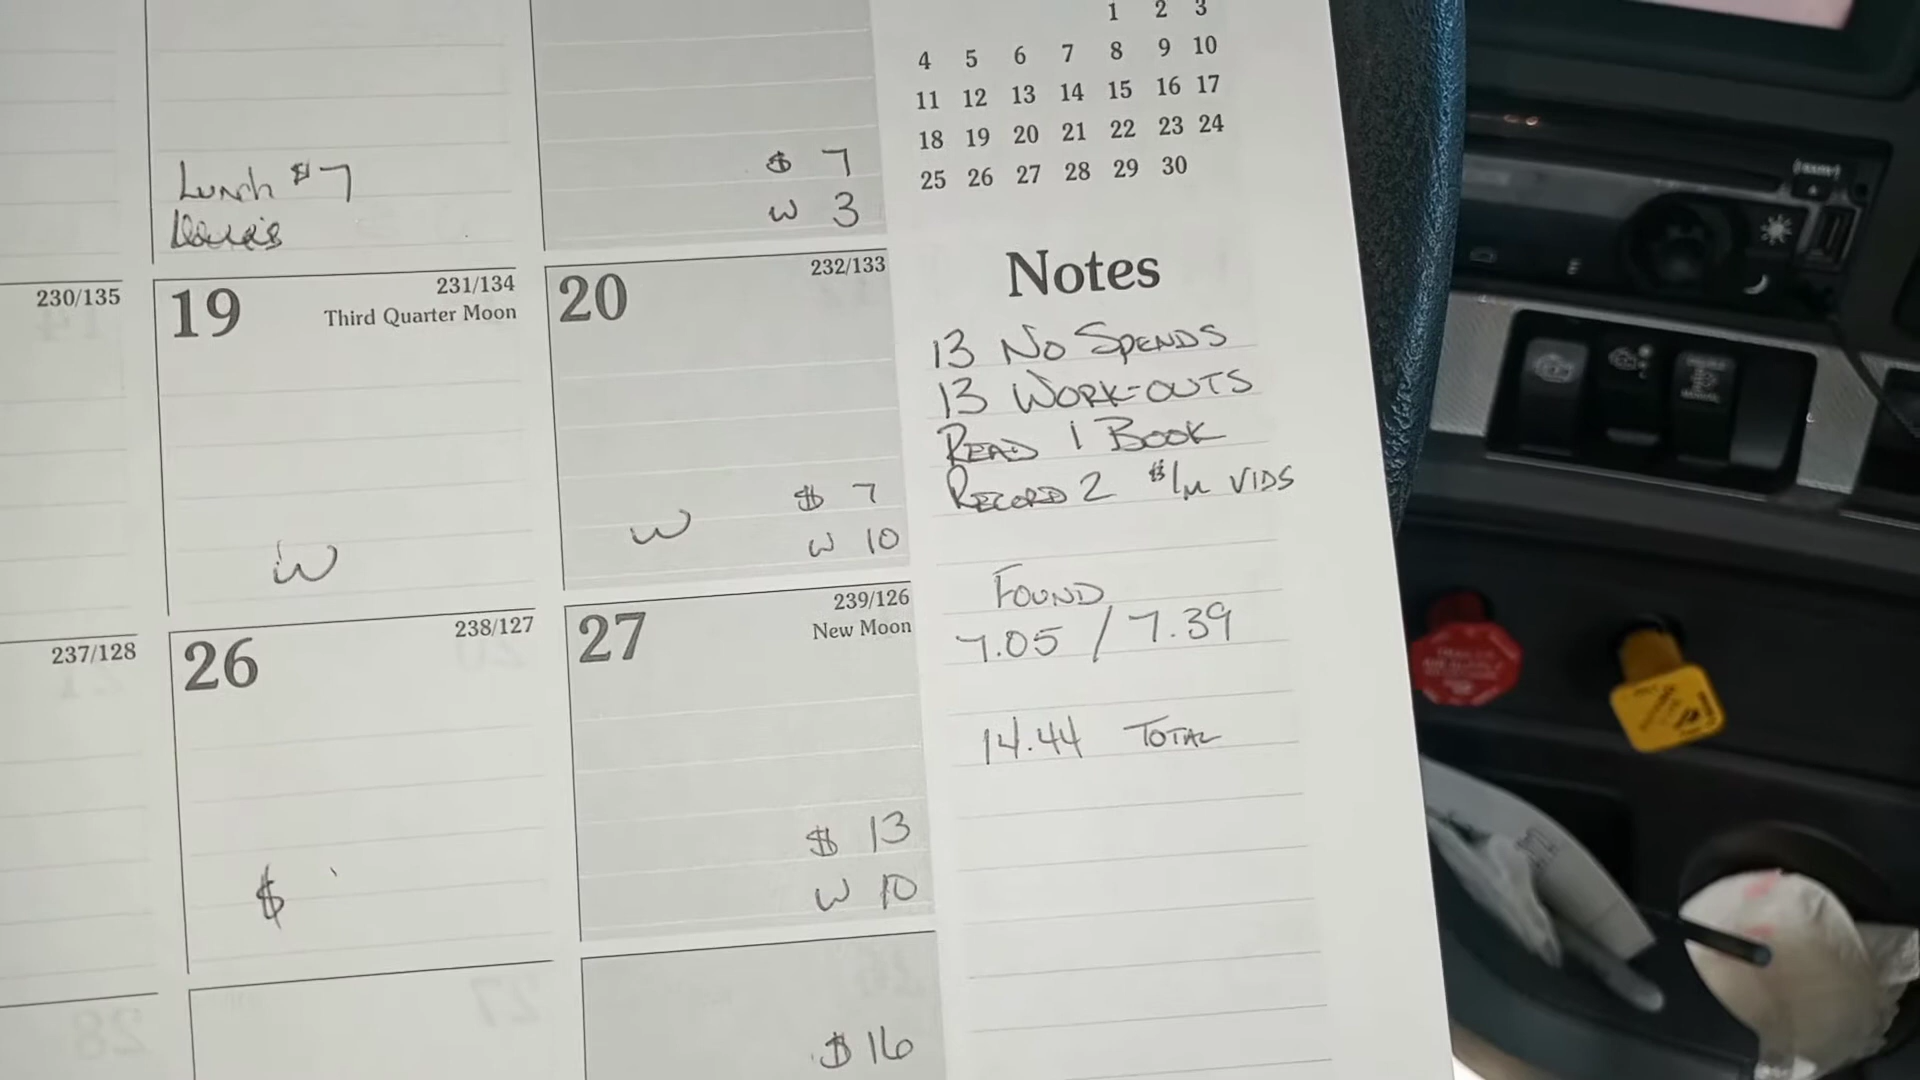 1 2 3
4 5 6 7 8 9 10
11 12 13 14 15 16 17
18 19 20 21 22 23 24
25 26 27 28 29 30
Lunch $7
$ 7
W 3
230/135
19 231/134
Third Quarter Moon
W
20 232/133
W $ 7
W 10
237/128
26 238/127
$
27 239/126
New Moon
$ 13
W 10
$ 16
Notes
13 No Spends
13 Work-outs
Read 1 Book
Record 2 $/M Vids
Found
7.05 / 7.39
14.44 Total